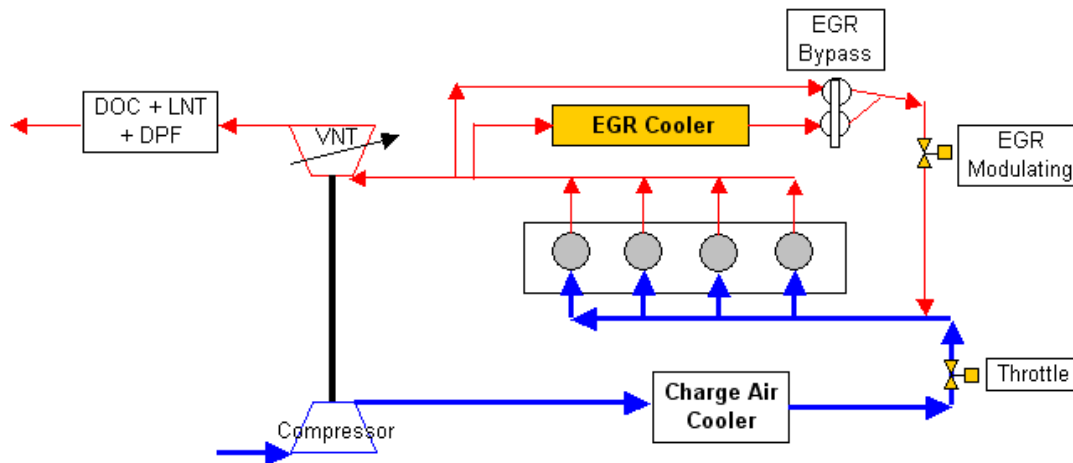 EGR
Bypass
DOC + LNT
+ DPF
VNT
EGR Cooler
EGR
Modulating
Throttle
Charge Air
Cooler
Compressor